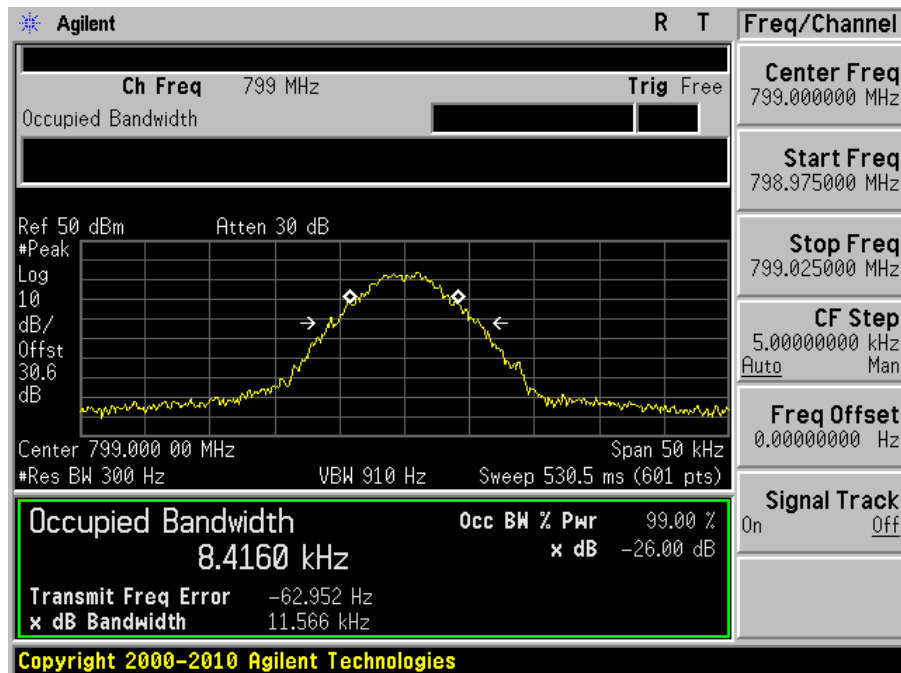 Agilent R T Freq/Channel
Ch Freq 799 MHz Trig Free
Occupied Bandwidth
Center Freq
799.000000 MHz
Start Freq
798.975000 MHz
Stop Freq
799.025000 MHz
CF Step
5.00000000 kHz
Auto Man
Freq Offset
0.00000000 Hz
Signal Track
On Off
Ref 50 dBm Atten 30 dB
#Peak
Log
10
dB/
Offst
30.6
dB
Center 799.000 00 MHz Span 50 kHz
#Res BW 300 Hz VBW 910 Hz Sweep 530.5 ms (601 pts)
Occupied Bandwidth Occ BW % Pwr 99.00 %
8.4160 kHz x dB -26.00 dB
Transmit Freq Error -62.952 Hz
x dB Bandwidth 11.566 kHz
Copyright 2000-2010 Agilent Technologies